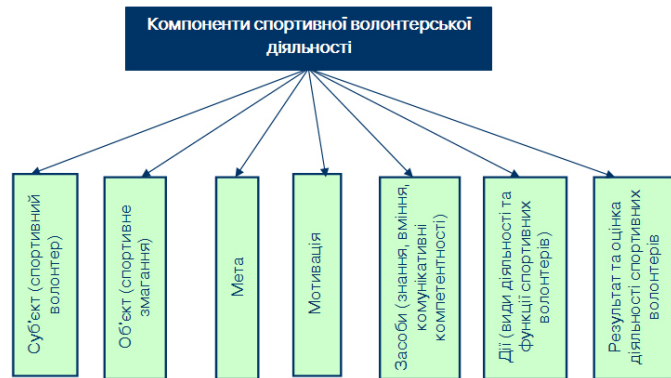 Компоненти спортивної волонтерської
діяльності
Суб'єкт (спортивний
волонтер)
Об'єкт (спортивне
змагання)
Мета
Мотивація
Засоби (знання, вміння,
комунікативні
компетентності)
Дії (види діяльності та
функції спортивних
волонтерів)
Результат та оцінка
діяльності спортивних
волонтерів